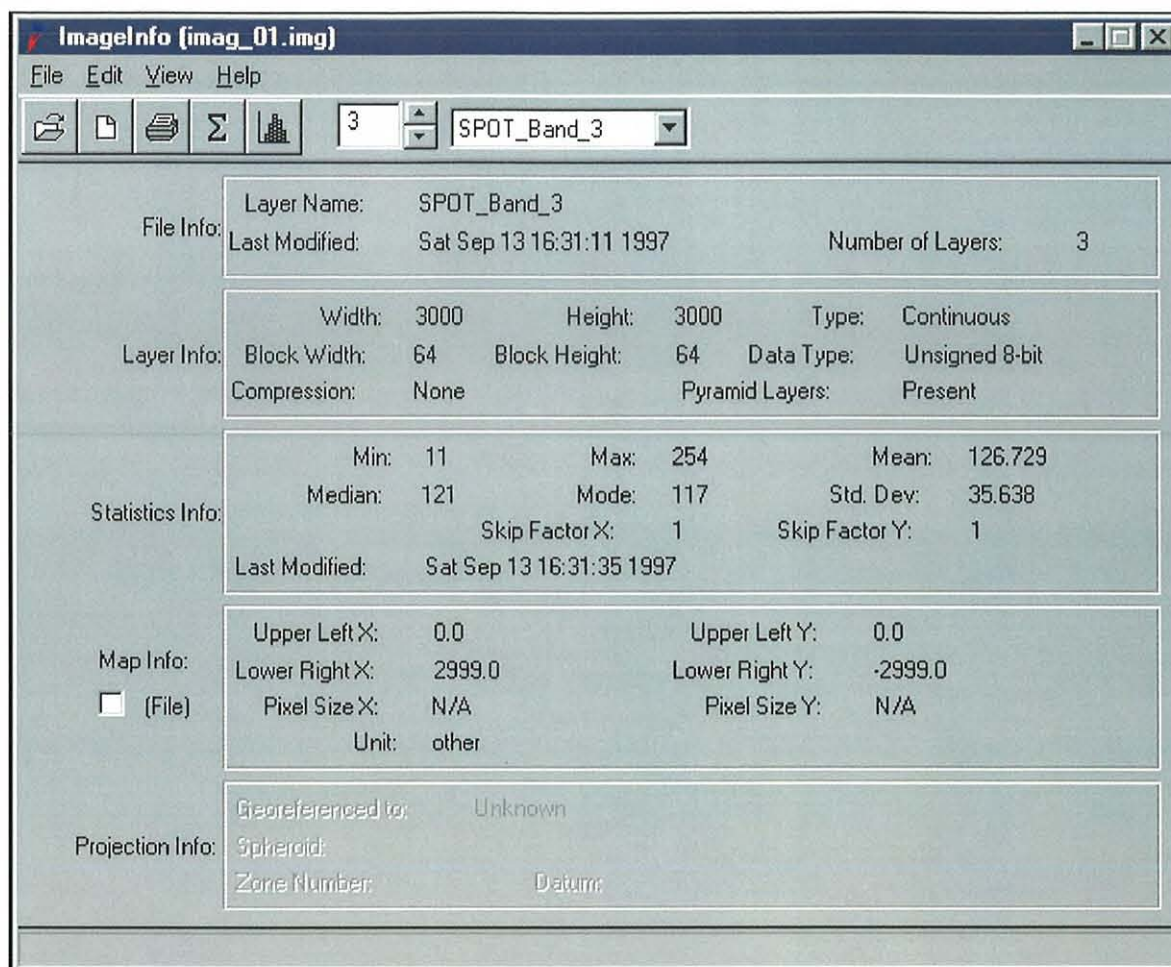 ImageInfo (imag_01.img)
File Edit View Help
Σ 3 SPOT_Band_3
File Info:
Layer Name: SPOT_Band_3
Last Modified: Sat Sep 13 16:31:11 1997 Number of Layers: 3
Layer Info:
Width: 3000 Height: 3000 Type: Continuous
Block Width: 64 Block Height: 64 Data Type: Unsigned 8-bit
Compression: None Pyramid Layers: Present
Statistics Info:
Min: 11 Max: 254 Mean: 126.729
Median: 121 Mode: 117 Std. Dev: 35.638
Skip Factor X: 1 Skip Factor Y: 1
Last Modified: Sat Sep 13 16:31:35 1997
Map Info:
(File)
Upper Left X: 0.0 Upper Left Y: 0.0
Lower Right X: 2999.0 Lower Right Y: -2999.0
Pixel Size X: N/A Pixel Size Y: N/A
Unit: other
Projection Info:
Georeferenced to: Unknown
Spheroid:
Zone Number: Datum: